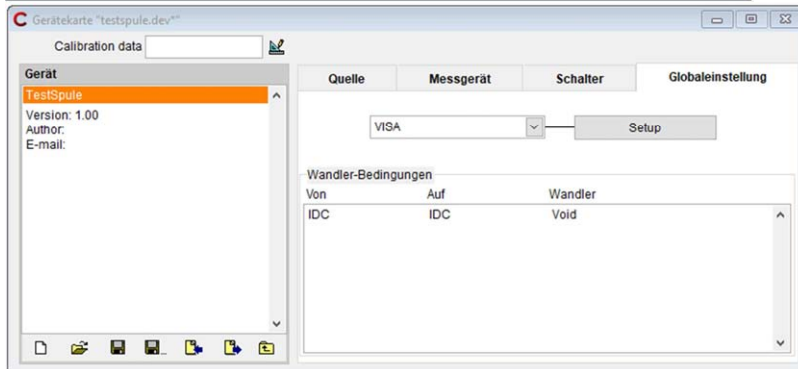 Gerätekarte "testspule.dev*"
Calibration data
Gerät
TestSpule
Version: 1.00
Author:
E-mail:
Quelle Messgerät Schalter Globaleinstellung
VISA Setup
Wandler-Bedingungen
Von Auf Wandler
IDC IDC Void